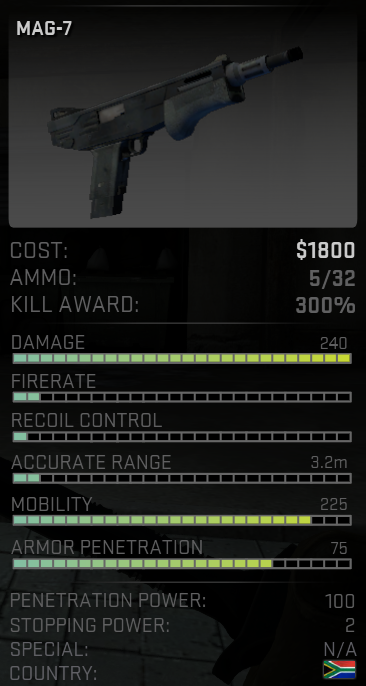 MAG-7
COST: $1800
AMMO: 5/32
KILL AWARD: 300%
DAMAGE 240
FIRERATE
RECOIL CONTROL
ACCURATE RANGE 3.2m
MOBILITY 225
ARMOR PENETRATION 75
PENETRATION POWER: 100
STOPPING POWER: 2
SPECIAL: N/A
COUNTRY: